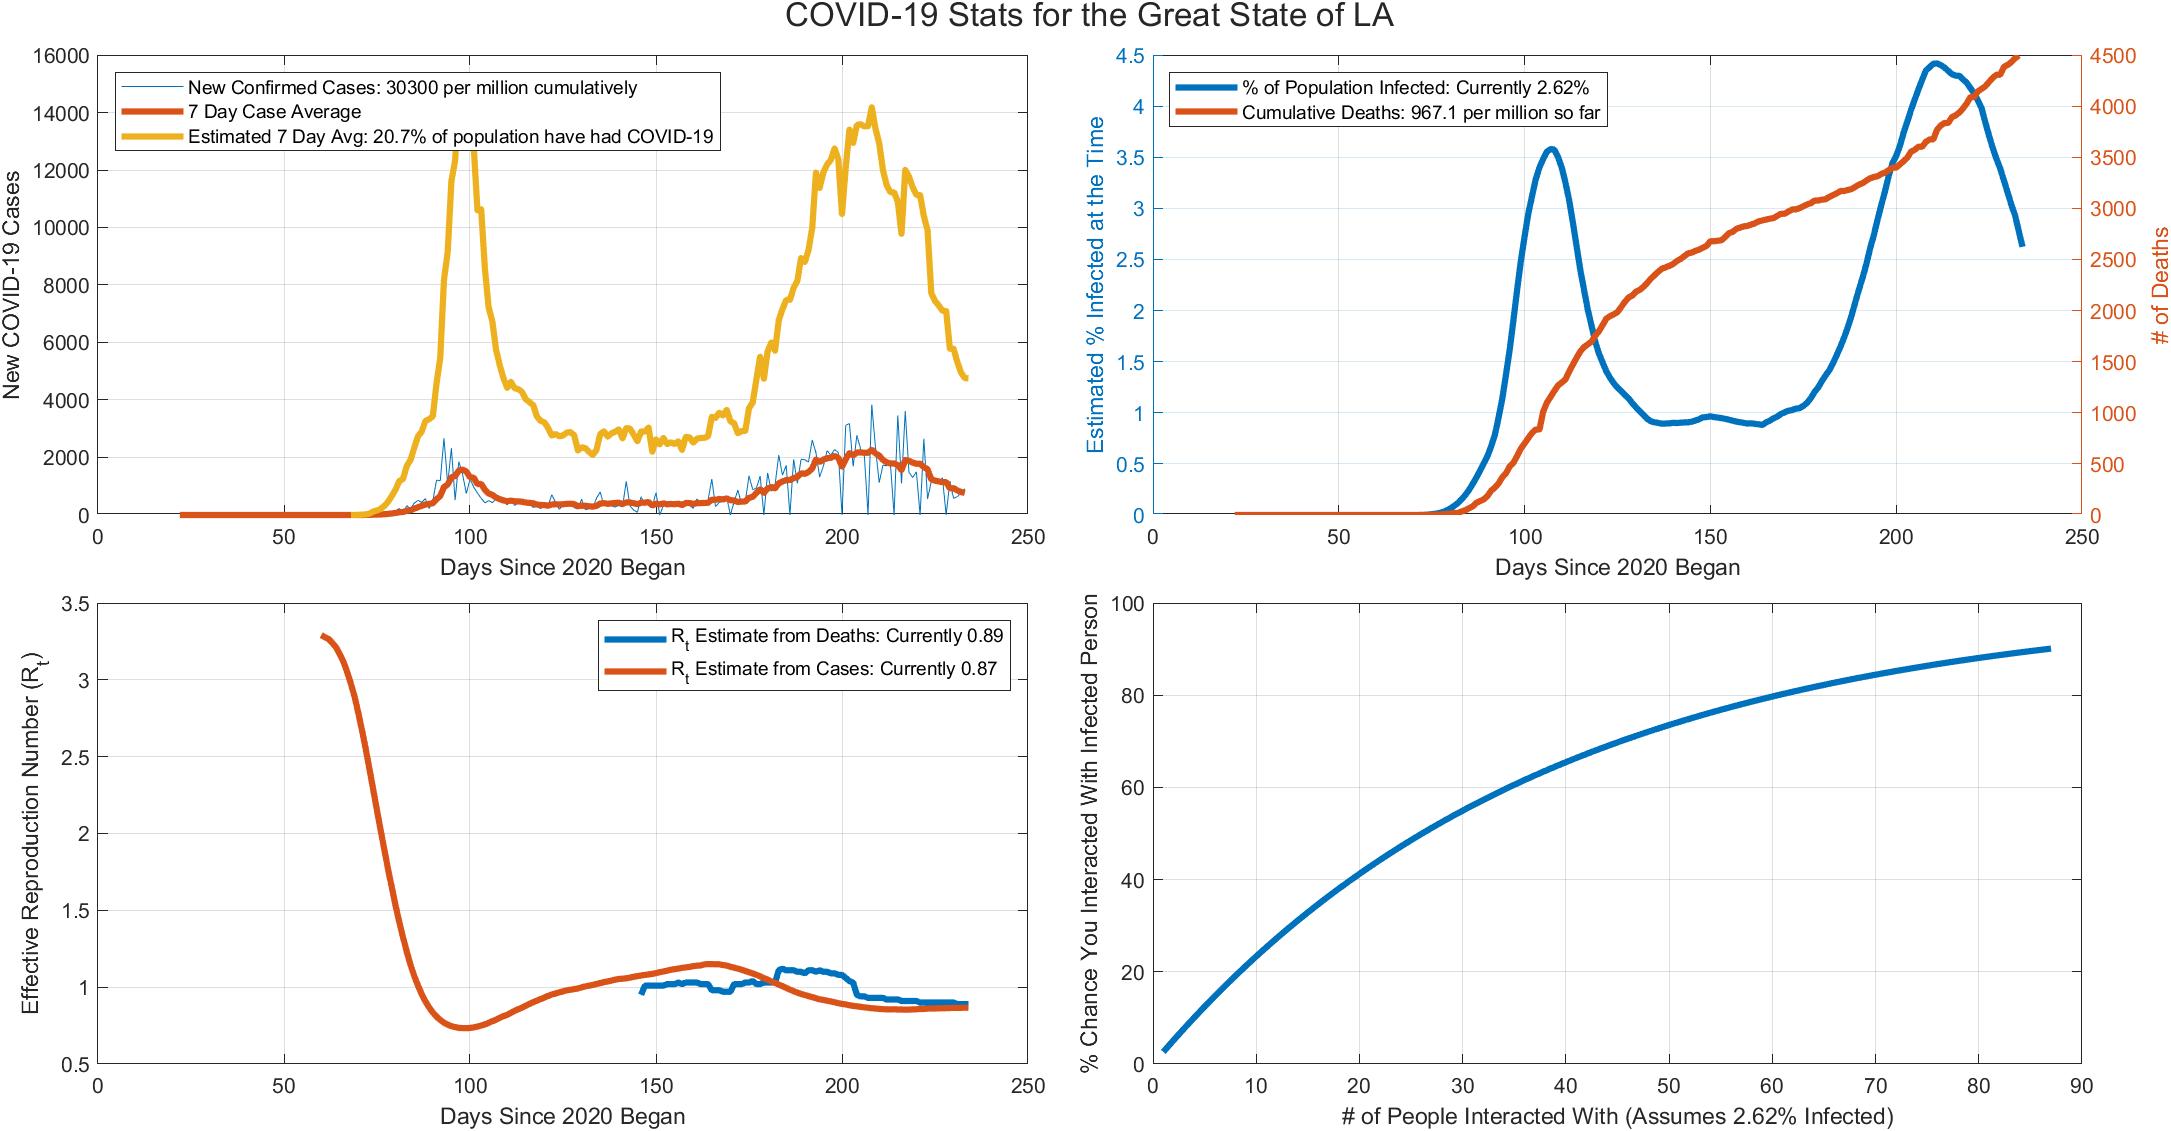 COVID-19 Stats for the Great State of LA
New COVID-19 Cases
16000
14000
12000
10000
8000
6000
4000
2000
0
New Confirmed Cases: 30300 per million cumulatively
7 Day Case Average
Estimated 7 Day Avg: 20.7% of population have had COVID-19
0 50 100 150 200 250
Days Since 2020 Began
Estimated % Infected at the Time
4.5
4
3.5
3
2.5
2
1.5
1
0.5
0
% of Population Infected: Currently 2.62%
Cumulative Deaths: 967.1 per million so far
4500
4000
3500
3000
2500
2000
1500
1000
500
0
# of Deaths
0 50 100 150 200 250
Days Since 2020 Began
Effective Reproduction Number (Rt)
3.5
3
2.5
2
1.5
1
0.5
Rt Estimate from Deaths: Currently 0.89
Rt Estimate from Cases: Currently 0.87
0 50 100 150 200 250
Days Since 2020 Began
% Chance You Interacted With Infected Person
100
80
60
40
20
0
0 10 20 30 40 50 60 70 80 90
# of People Interacted With (Assumes 2.62% Infected)